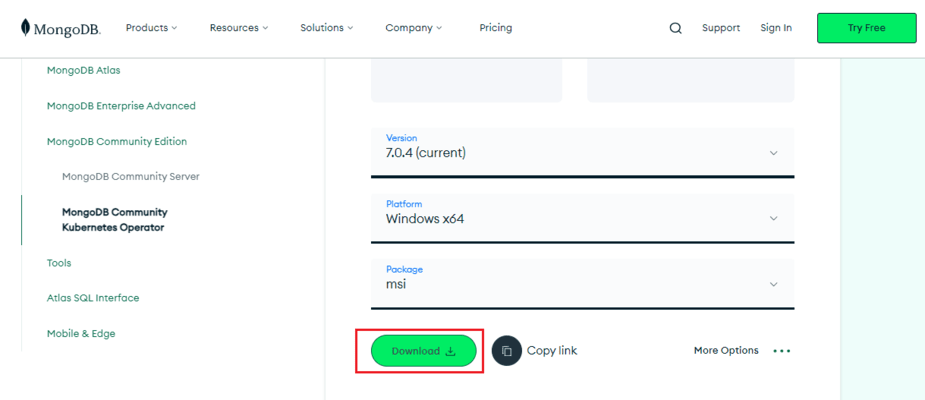 MongoDB. Products Resources Solutions Company Pricing Support Sign In Try Free
MongoDB Atlas
MongoDB Enterprise Advanced
MongoDB Community Edition
MongoDB Community Server
MongoDB Community
Kubernetes Operator
Tools
Atlas SQL Interface
Mobile & Edge
Version
7.0.4 (current)
Platform
Windows x64
Package
msi
Download Copy link More Options